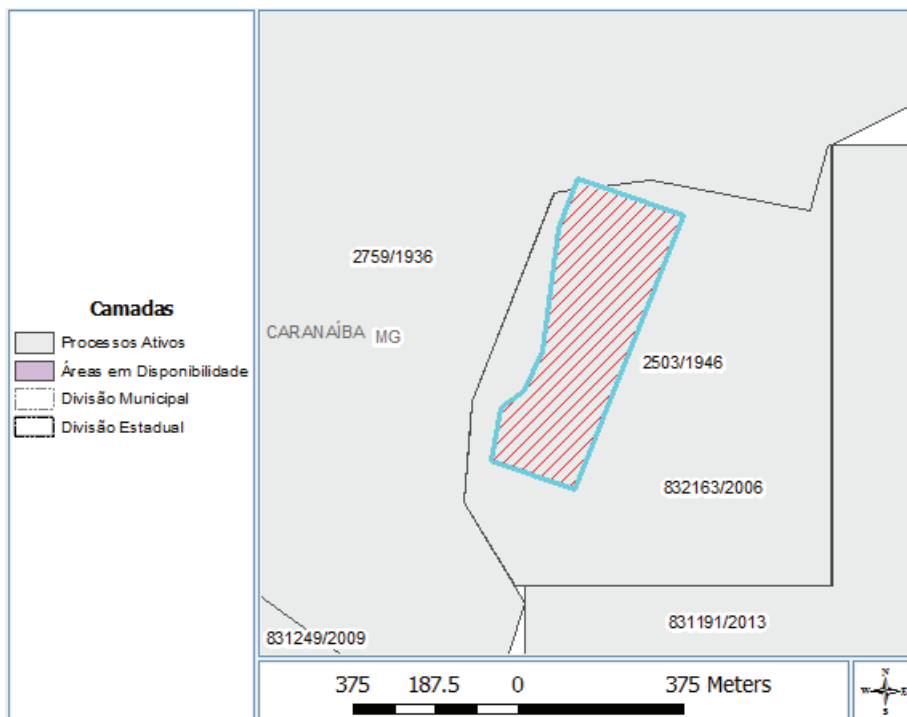 Camadas
Processos Ativos
Áreas em Disponibilidade
Divisão Municipal
Divisão Estadual
2759/1936
CARANAÍBA MG
2503/1946
832163/2006
831191/2013
831249/2009
375 187.5 0 375 Meters
N
W E
S